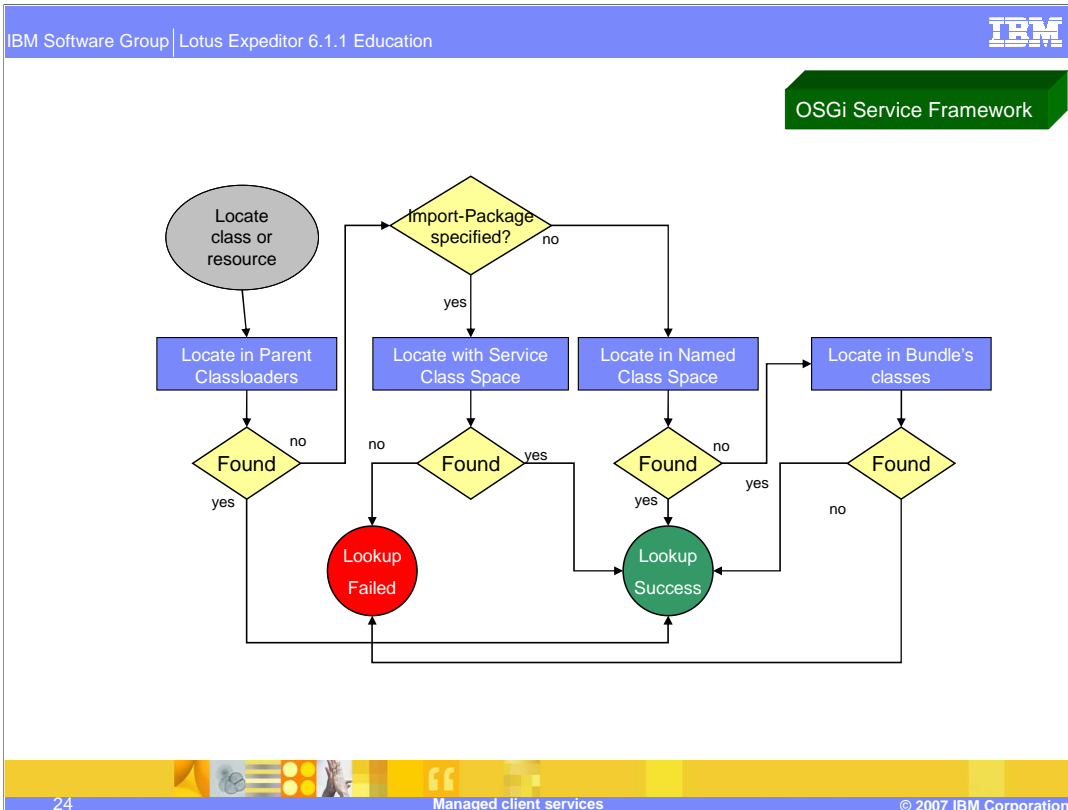 IBM Software Group | Lotus Expeditor 6.1.1 Education
IBM
OSGi Service Framework
Locate
class or
resource
Import-Package
specified?
no
yes
Locate in Parent
Classloaders
Locate with Service
Class Space
Locate in Named
Class Space
Locate in Bundle's
classes
Found
no
yes
Found
no
yes
Found
no
yes
Found
yes
no
Lookup
Failed
Lookup
Success
24
Managed client services
© 2007 IBM Corporation